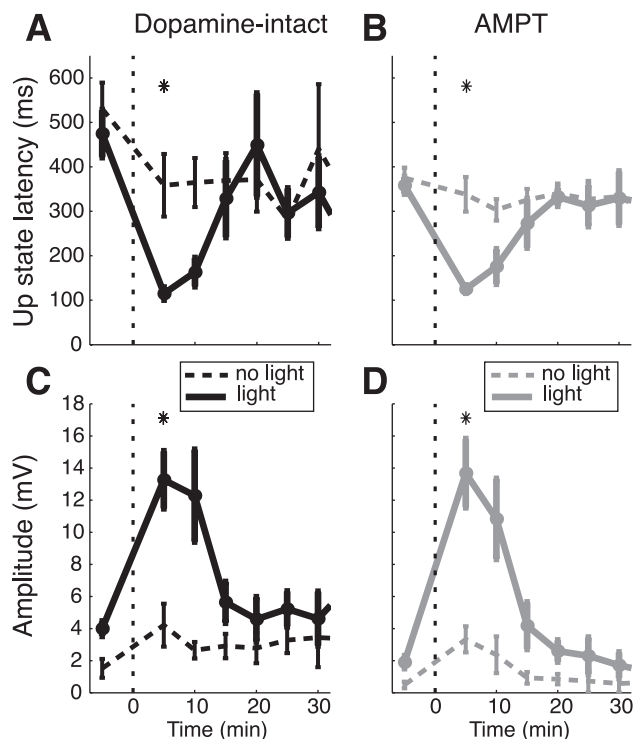 A Dopamine-intact
B AMPT
Up state latency (ms)
600
500
400
300
200
100
0
*
*
C
no light
light
D
no light
light
Amplitude (mV)
18
16
14
12
10
8
6
4
2
0
*
*
0 10 20 30
Time (min)
0 10 20 30
Time (min)